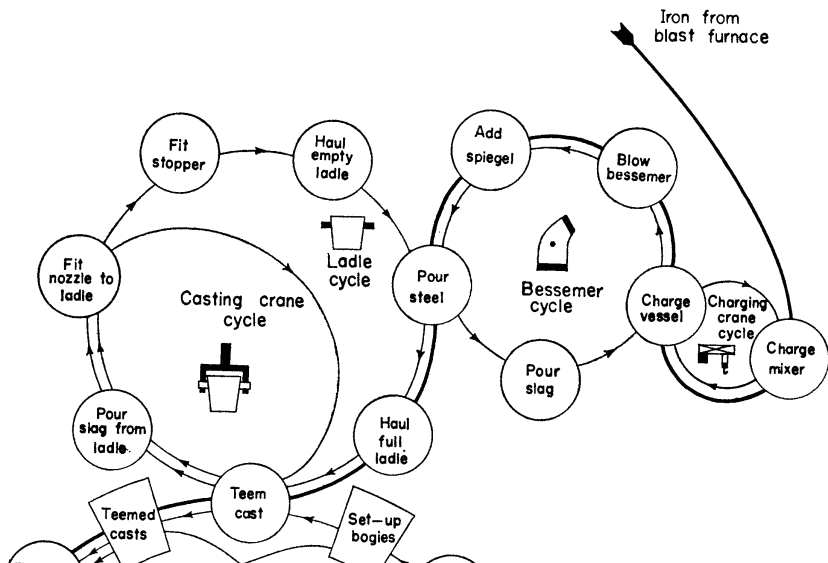 Iron from
blast furnace
Fit
stopper
Haul
empty
ladle
Add
spiegel
Blow
bessemer
Ladle
cycle
Fit
nozzle to
ladle
Pour
steel
Bessemer
cycle
Casting crane
cycle
Charge
vessel
Charging
crane
cycle
Charge
mixer
Pour
slag
Pour
slag from
ladle
Haul
full
ladle
Teem
cast
Teemed
casts
Set-up
bogies